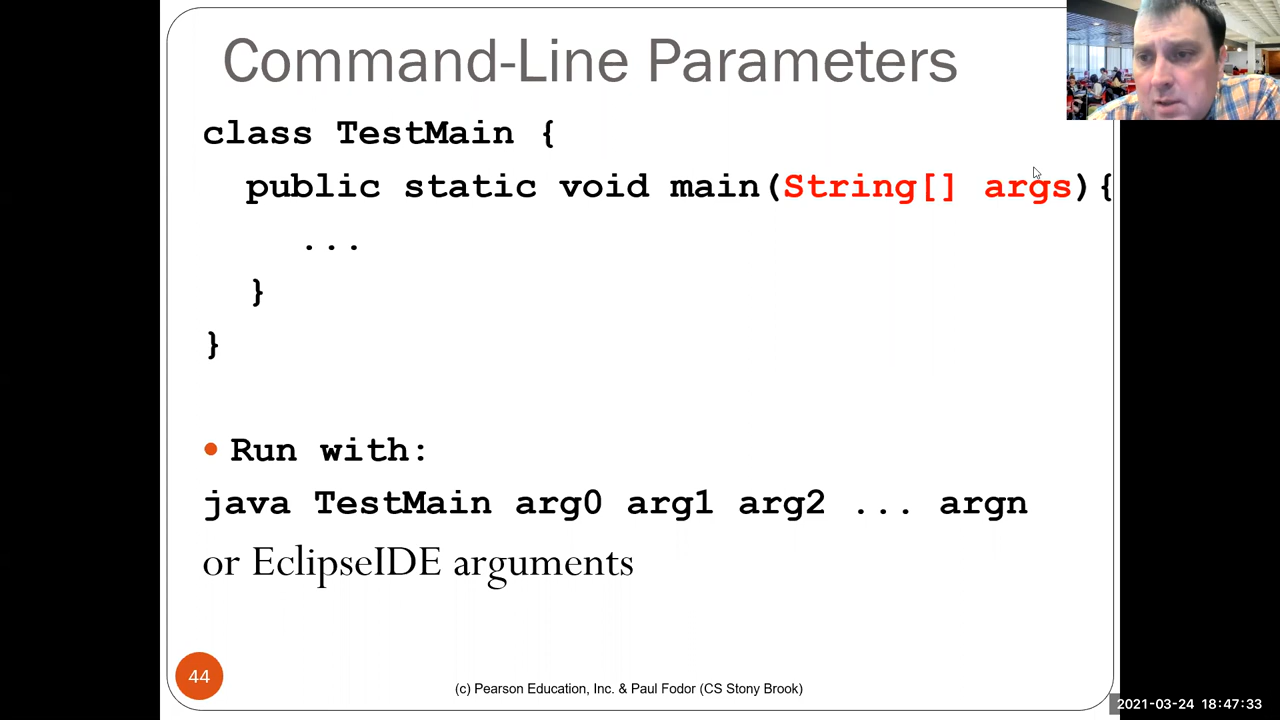 Command-Line Parameters
class TestMain {
public static void main(String[] args){
...
}
}
• Run with:
java TestMain arg0 arg1 arg2 ... argn
or EclipseIDE arguments
44
(c) Pearson Education, Inc. & Paul Fodor (CS Stony Brook)
2021-03-24 18:47:33